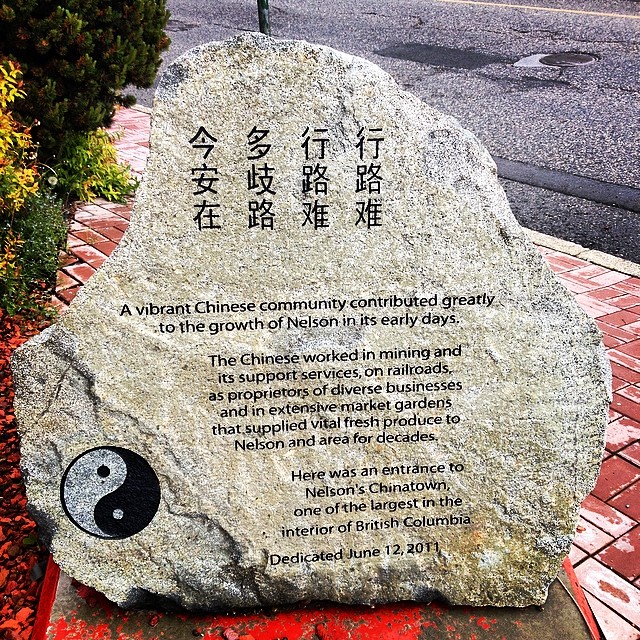 行路难
行路难
多歧路
今安在
A vibrant Chinese community contributed greatly
to the growth of Nelson in its early days.
The Chinese worked in mining and
its support services, on railroads,
as proprietors of diverse businesses
and in extensive market gardens
that supplied vital fresh produce to
Nelson and area for decades.
Here was an entrance to
Nelson's Chinatown,
one of the largest in the
interior of British Columbia.
Dedicated June 12, 2011